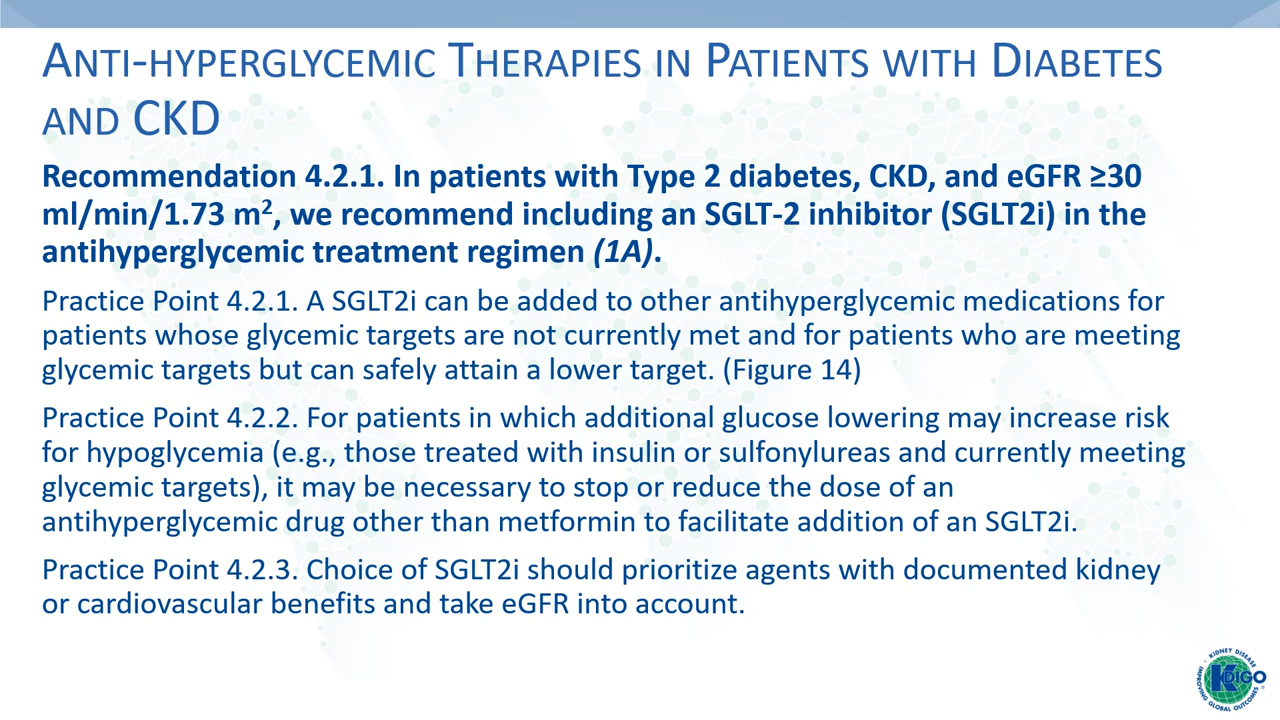 ANTI-HYPERGLYCEMIC THERAPIES IN PATIENTS WITH DIABETES
AND CKD
Recommendation 4.2.1. In patients with Type 2 diabetes, CKD, and eGFR ≥30
ml/min/1.73 m², we recommend including an SGLT-2 inhibitor (SGLT2i) in the
antihyperglycemic treatment regimen (1A).
Practice Point 4.2.1. A SGLT2i can be added to other antihyperglycemic medications for
patients whose glycemic targets are not currently met and for patients who are meeting
glycemic targets but can safely attain a lower target. (Figure 14)
Practice Point 4.2.2. For patients in which additional glucose lowering may increase risk
for hypoglycemia (e.g., those treated with insulin or sulfonylureas and currently meeting
glycemic targets), it may be necessary to stop or reduce the dose of an
antihyperglycemic drug other than metformin to facilitate addition of an SGLT2i.
Practice Point 4.2.3. Choice of SGLT2i should prioritize agents with documented kidney
or cardiovascular benefits and take eGFR into account.
KIDNEY DISEASE
KDIGO
IMPROVING GLOBAL OUTCOMES